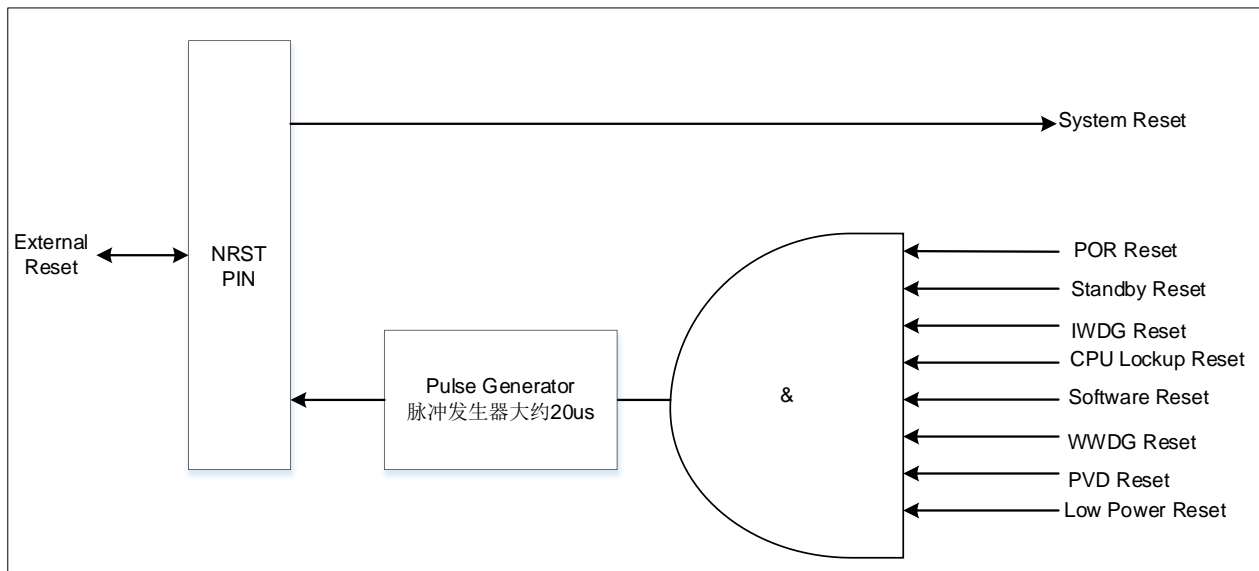 System Reset
External
Reset
NRST
PIN
POR Reset
Standby Reset
IWDG Reset
CPU Lockup Reset
Software Reset
WWDG Reset
PVD Reset
Low Power Reset
&
Pulse Generator
脉冲发生器大约20us